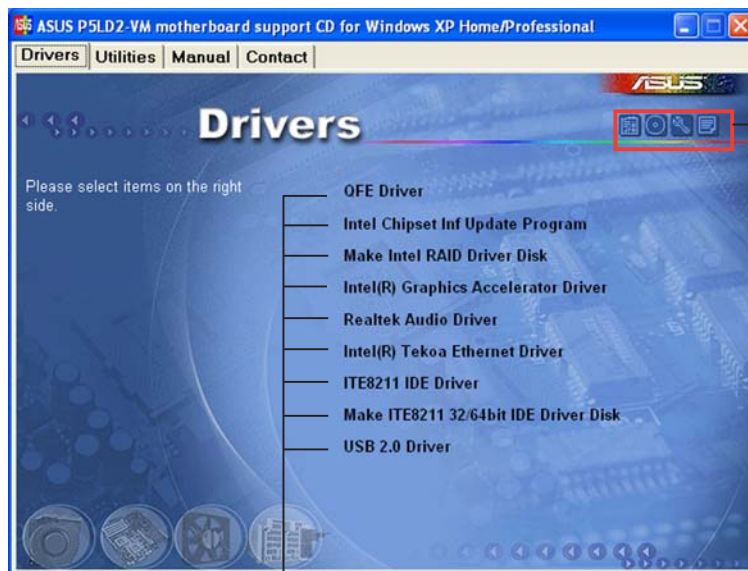 ASUS P5LD2-VM motherboard support CD for Windows XP Home/Professional
Drivers Utilities Manual Contact
ASUS
Drivers
Please select items on the right
side.
QFE Driver
Intel Chipset Inf Update Program
Make Intel RAID Driver Disk
Intel(R) Graphics Accelerator Driver
Realtek Audio Driver
Intel(R) Tekoa Ethernet Driver
ITE8211 IDE Driver
Make ITE8211 32/64bit IDE Driver Disk
USB 2.0 Driver